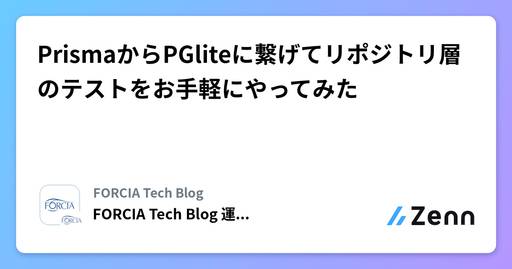 PrismaからPGliteに繋げてリポジトリ層
のテストをお手軽にやってみた
FORCIA
FORCIA
FORCIA Tech Blog
FORCIA Tech Blog 運...
Zenn